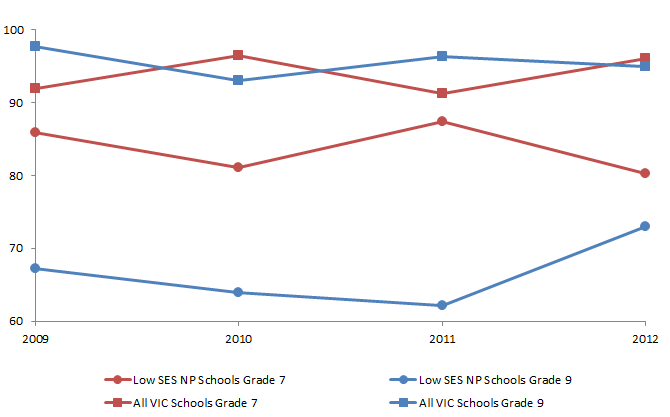 100
90
80
70
60
2009 2010 2011 2012
Low SES NP Schools Grade 7 Low SES NP Schools Grade 9
All VIC Schools Grade 7 All VIC Schools Grade 9